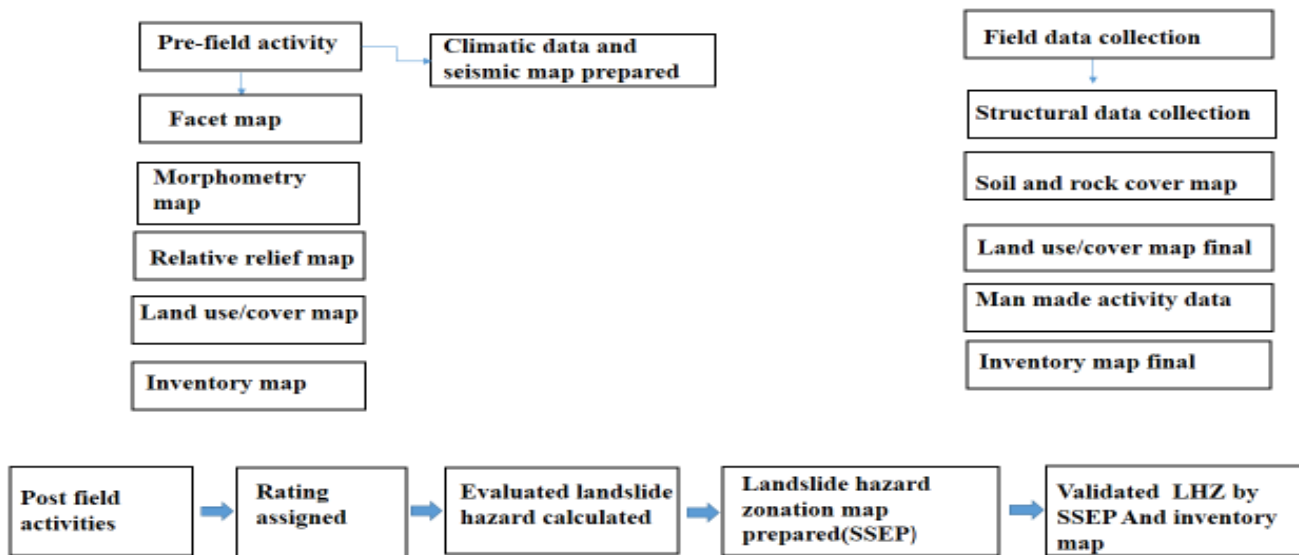 Pre-field activity
Climatic data and
seismic map prepared
Facet map
Morphometry
map
Relative relief map
Land use/cover map
Inventory map
Field data collection
Structural data collection
Soil and rock cover map
Land use/cover map final
Man made activity data
Inventory map final
Post field
activities
Rating
assigned
Evaluated landslide
hazard calculated
Landslide hazard
zonation map
prepared(SSEP)
Validated LHZ by
SSEP And inventory
map